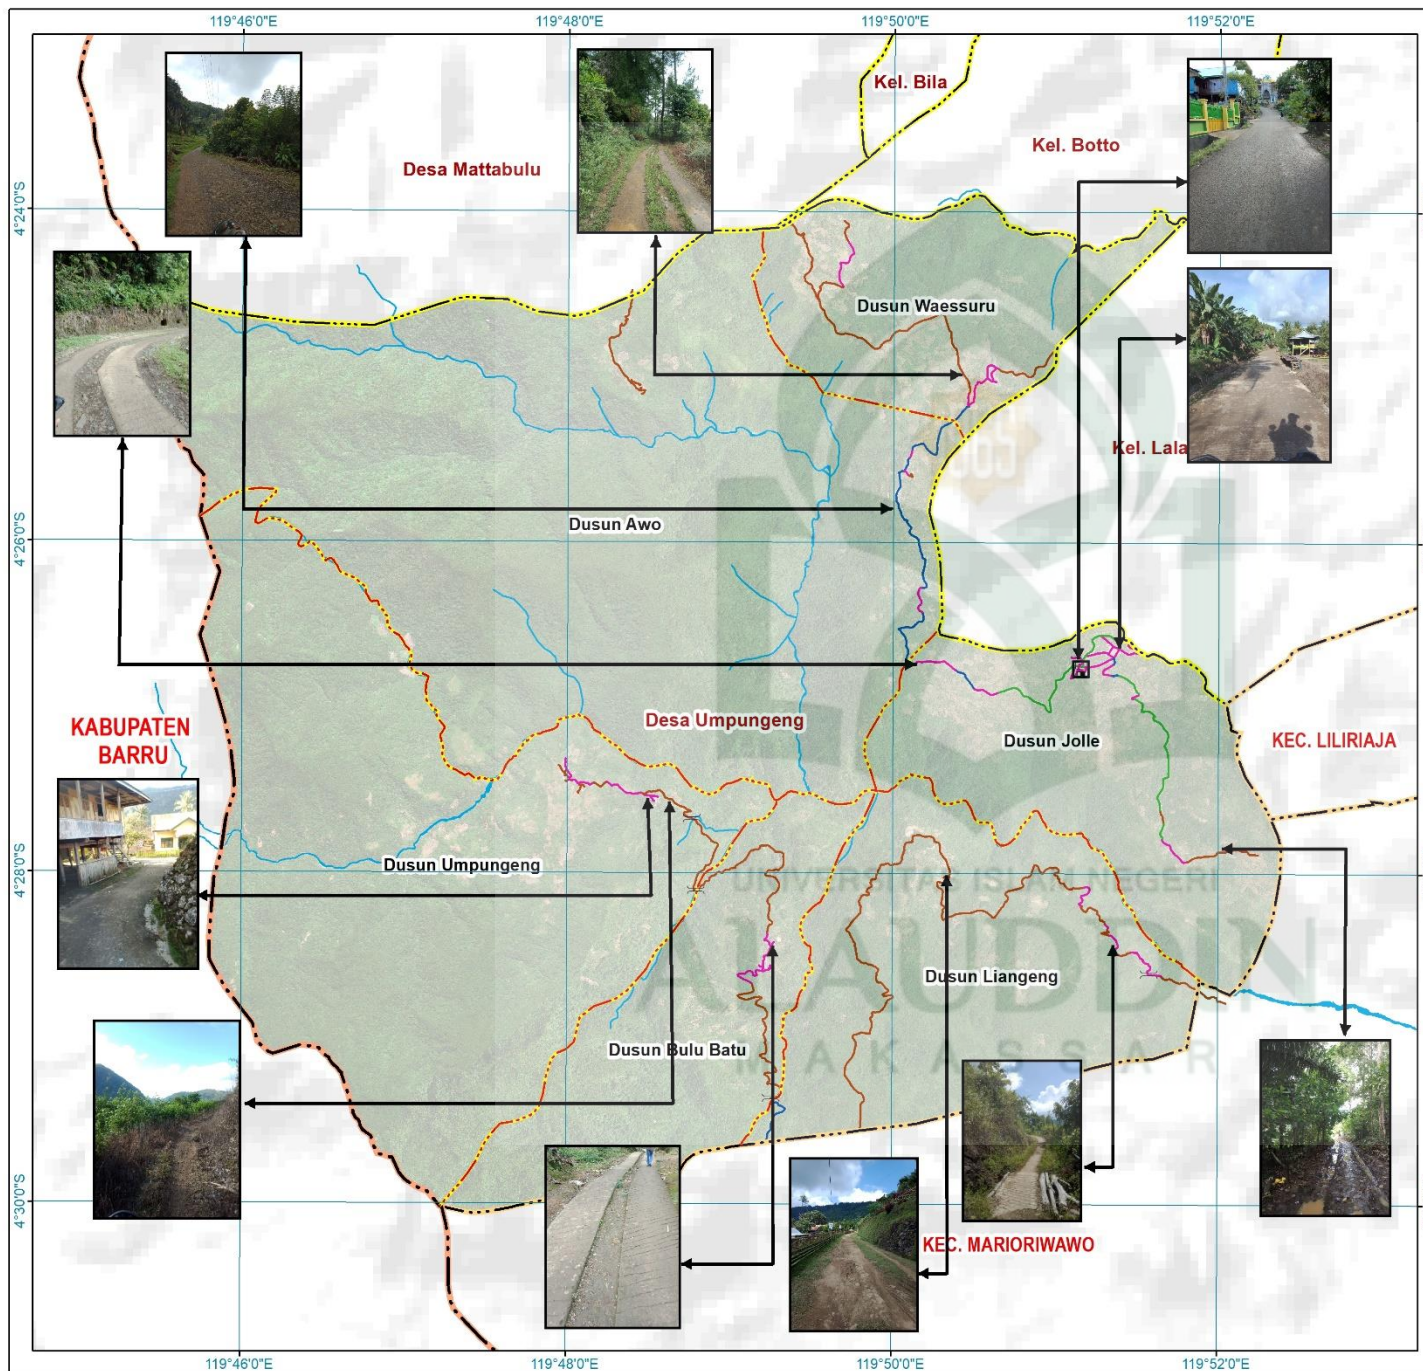 119°46'0"E
119°48'0"E
119°50'0"E
119°52'0"E
Kel. Bila
Kel. Botto
Desa Mattabulu
4°24'0"S
Dusun Waessuru
Kel. Lala
365
Dusun Awo
4°26'0"S
Desa Umpungeng
KABUPATEN
BARRU
Dusun Jolle
KEC. LILIRIAJA
Dusun Umpungeng
4°28'0"S
UNIVERSITAS ISLAM NEGERI
ALAUDDIN
Dusun Liangeng
Dusun Bulu Batu
MAKASSAR
4°30'0"S
KEC. MARIORIWAWO
119°46'0"E
119°48'0"E
119°50'0"E
119°52'0"E